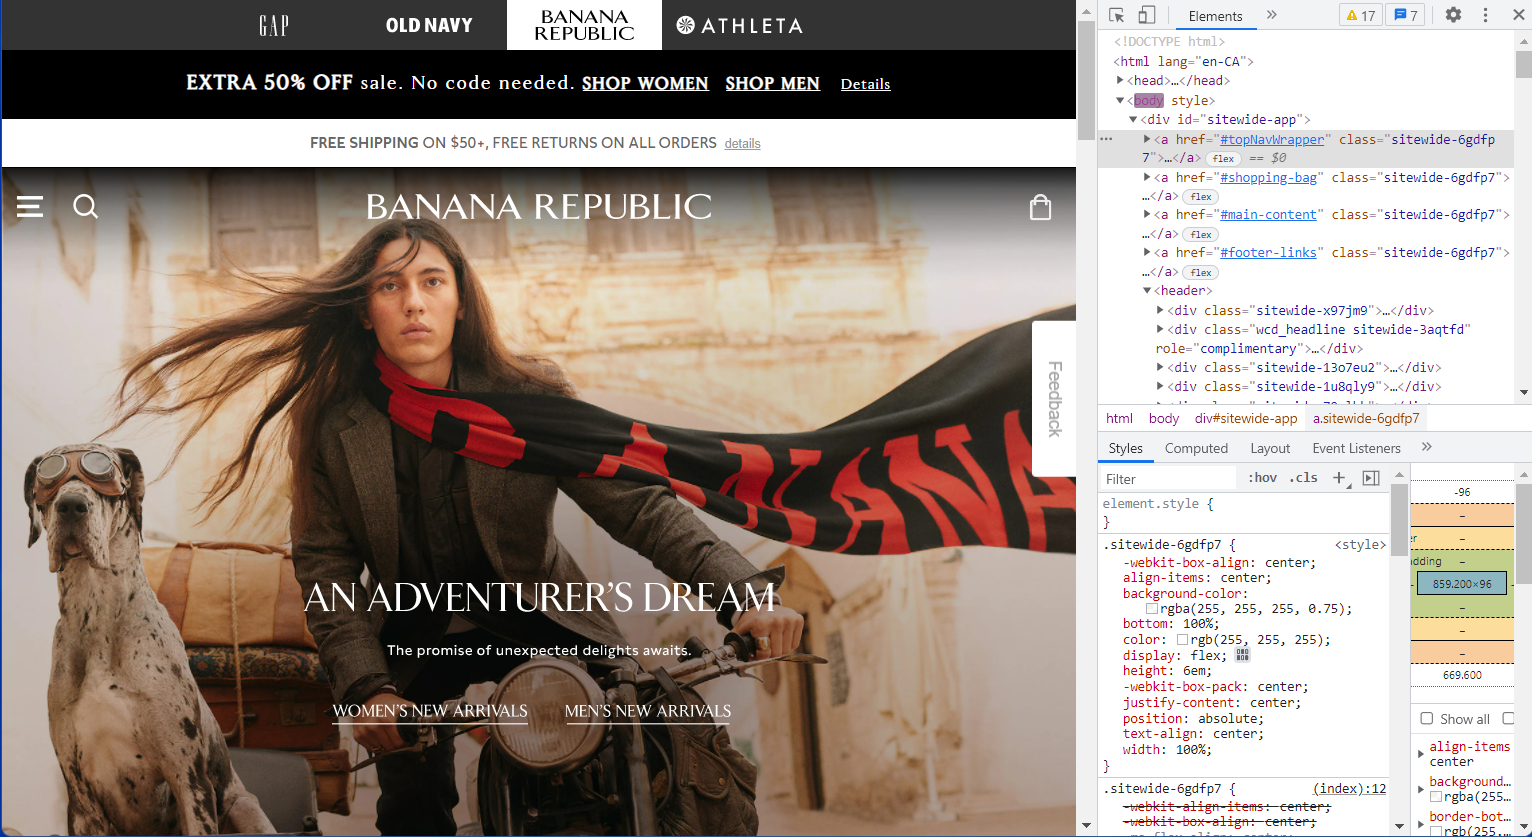 GAP
OLD NAVY
BANANA
REPUBLIC
ATHLETA
EXTRA 50% OFF sale. No code needed. SHOP WOMEN SHOP MEN Details
FREE SHIPPING ON $50+, FREE RETURNS ON ALL ORDERS details
BANANA REPUBLIC
Feedback
ANANA
AN ADVENTURER'S DREAM
The promise of unexpected delights awaits.
WOMEN'S NEW ARRIVALS MEN'S NEW ARRIVALS
Elements 17 7
<!DOCTYPE html>
<html lang="en-CA">
<head>…</head>
<body style>
<div id="sitewide-app">
<a href="#topNavWrapper" class="sitewide-6gdfp
7">…</a> flex == $0
<a href="#shopping-bag" class="sitewide-6gdfp7">
…</a> flex
<a href="#main-content" class="sitewide-6gdfp7">
…</a> flex
<a href="#footer-links" class="sitewide-6gdfp7">
…</a> flex
<header>
<div class="sitewide-x97jm9">…</div>
<div class="wcd_headline sitewide-3aqtfd"
role="complimentary">…</div>
<div class="sitewide-13o7eu2">…</div>
<div class="sitewide-1u8qly9">…</div>
html body div#sitewide-app a.sitewide-6gdfp7
Styles Computed Layout Event Listeners
Filter :hov .cls
element.style {
}
.sitewide-6gdfp7 { <style>
-webkit-box-align: center;
align-items: center;
background-color:
rgba(255, 255, 255, 0.75);
bottom: 100%;
color: rgb(255, 255, 255);
display: flex;
height: 6em;
-webkit-box-pack: center;
justify-content: center;
position: absolute;
text-align: center;
width: 100%;
}
.sitewide-6gdfp7 { (index):12
-webkit-align-items: center;
-webkit-box-align: center;
-ms-flex-align: center;
-96
–
er –
dding –
859.200×96
–
–
–
669.600
Show all
align-items
center
background…
rgba(255…
border-bot…
rgb(255…